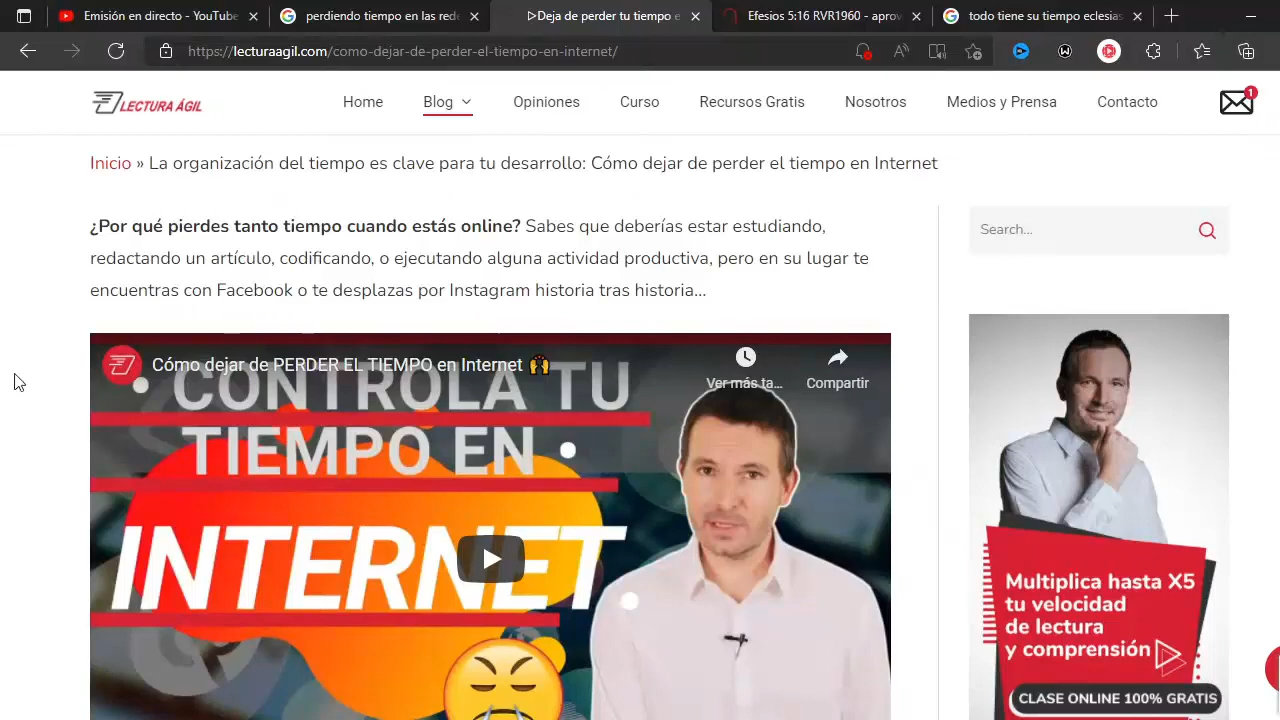 Emisión en directo - YouTube
perdiendo tiempo en las rede
▷Deja de perder tu tiempo e
Efesios 5:16 RVR1960 - aprov
todo tiene su tiempo eclesias
https://lecturaagil.com/como-dejar-de-perder-el-tiempo-en-internet/
LECTURA ÁGIL
Home
Blog
Opiniones
Curso
Recursos Gratis
Nosotros
Medios y Prensa
Contacto
1
Inicio » La organización del tiempo es clave para tu desarrollo: Cómo dejar de perder el tiempo en Internet
¿Por qué pierdes tanto tiempo cuando estás online? Sabes que deberías estar estudiando,
redactando un artículo, codificando, o ejecutando alguna actividad productiva, pero en su lugar te
encuentras con Facebook o te desplazas por Instagram historia tras historia...
Search...
Cómo dejar de PERDER EL TIEMPO en Internet 🙌
Ver más ta...
Compartir
CONTROLA TU
TIEMPO EN
INTERNET
Multiplica hasta X5
tu velocidad
de lectura
y comprensión
CLASE ONLINE 100% GRATIS